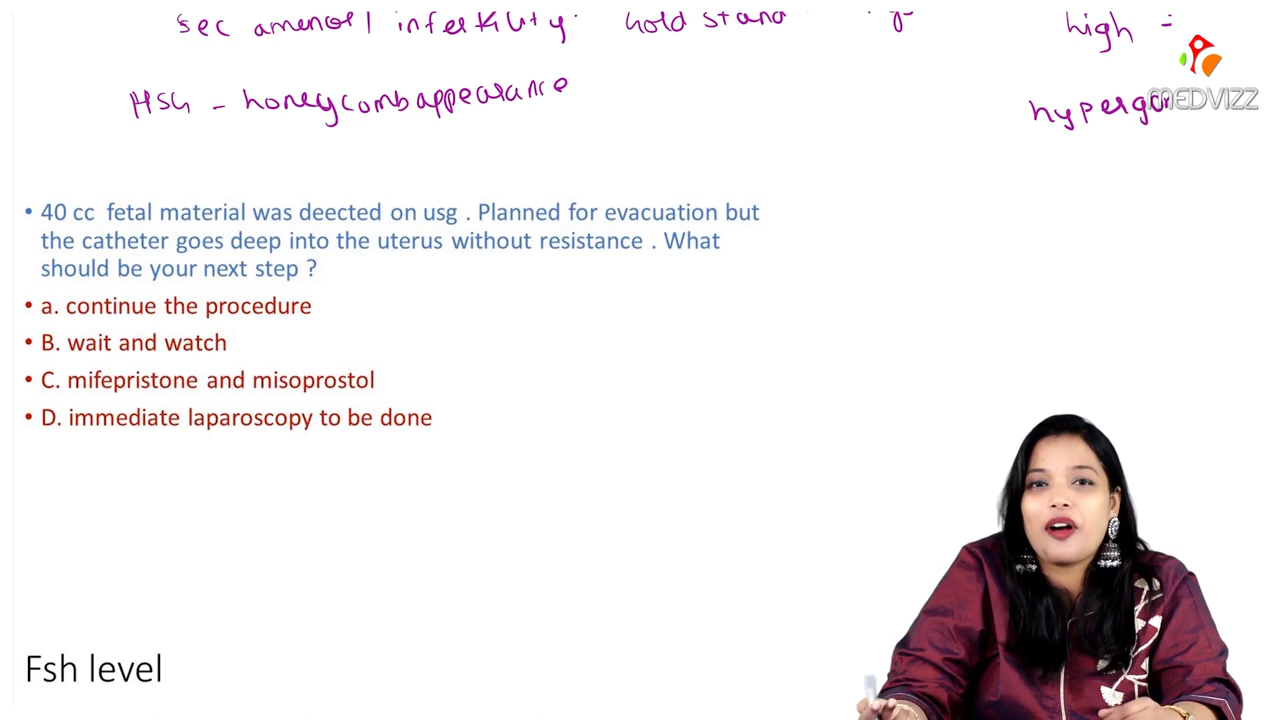 sec amenor/ infertility. Gold stand
high =
HSG - honeycomb appearance
hypergo
MEDVIZZ
• 40 cc fetal material was deected on usg . Planned for evacuation but
the catheter goes deep into the uterus without resistance . What
should be your next step ?
• a. continue the procedure
• B. wait and watch
• C. mifepristone and misoprostol
• D. immediate laparoscopy to be done
Fsh level